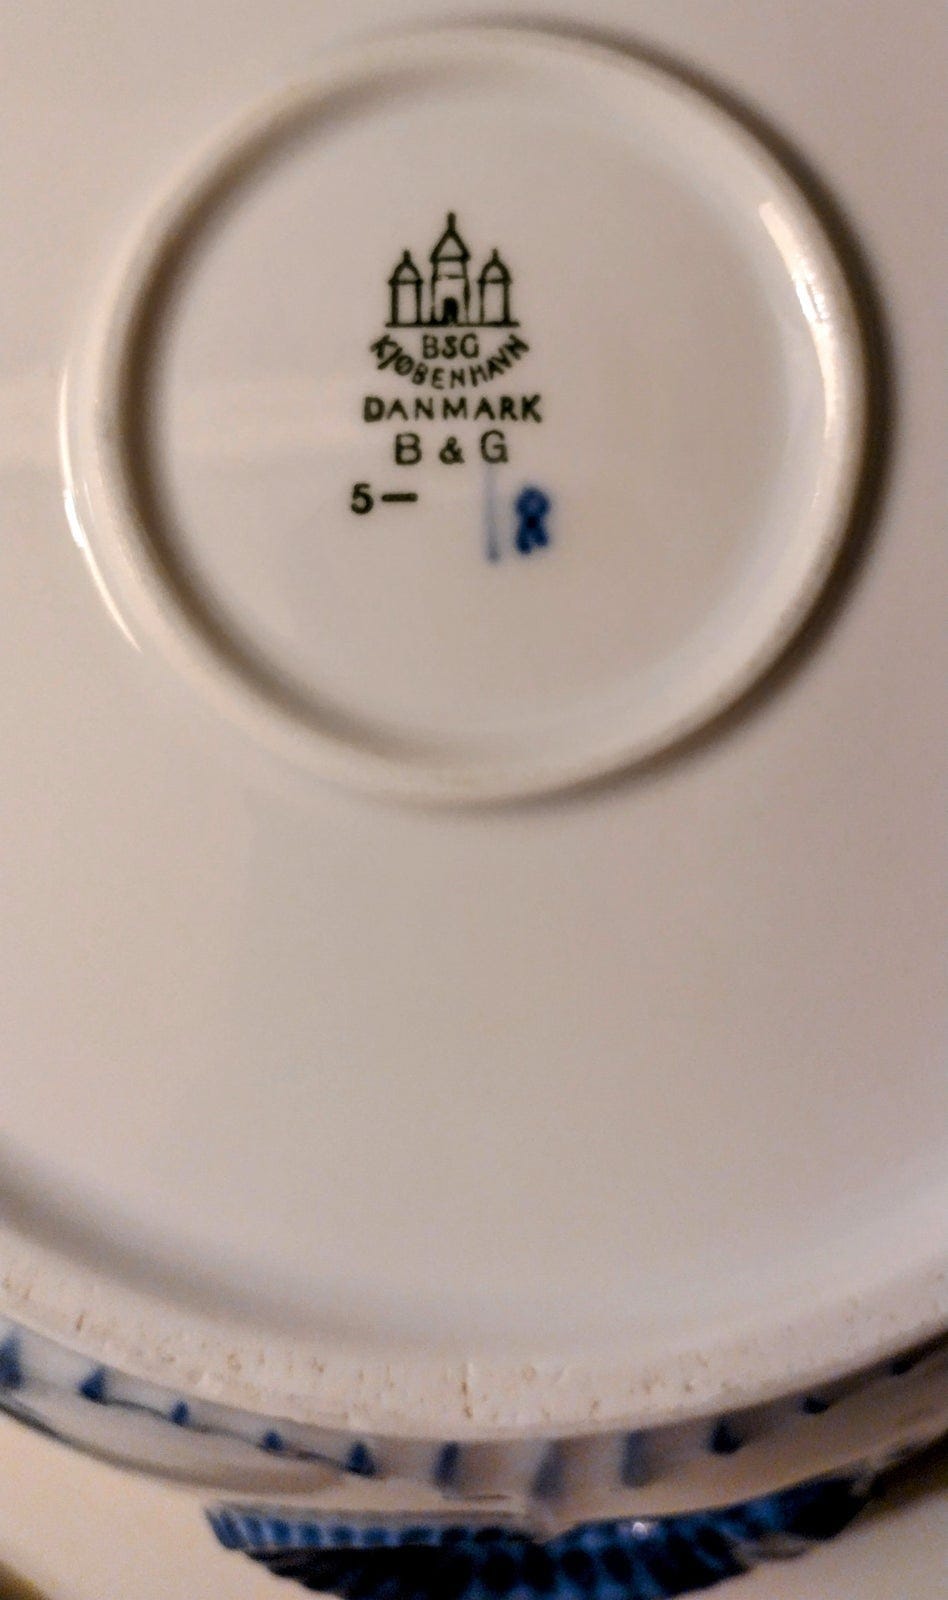 B&G
KJØBENHAVN
DANMARK
B & G
5—